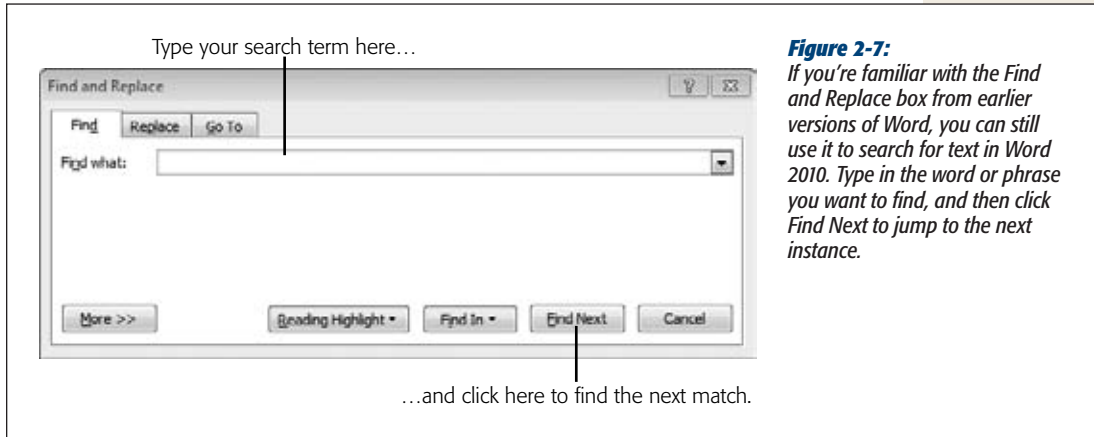 Type your search term here…
Find and Replace
Find
Replace
Go To
Find what:
More >>
Reading Highlight
Find In
Find Next
Cancel
…and click here to find the next match.
Figure 2-7:
If you're familiar with the Find
and Replace box from earlier
versions of Word, you can still
use it to search for text in Word
2010. Type in the word or phrase
you want to find, and then click
Find Next to jump to the next
instance.